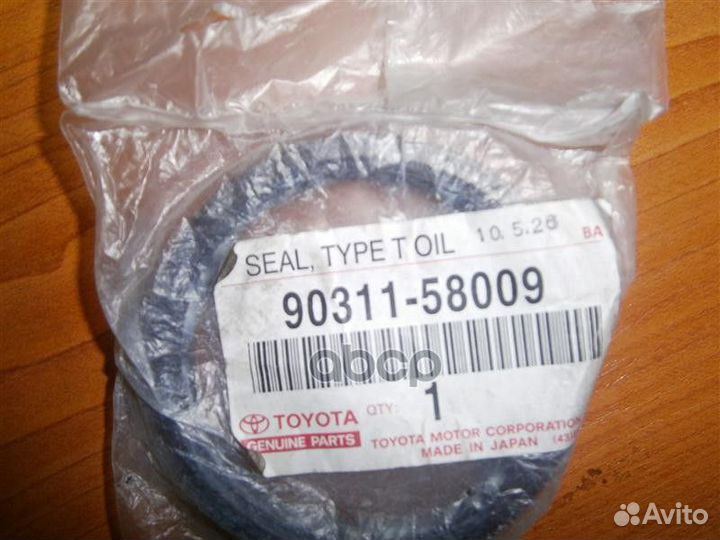 SEAL, TYPE T OIL 10.5.26 BA
90311-58009
abcp
TOYOTA QTY: 1
GENUINE PARTS TOYOTA MOTOR CORPORATION
MADE IN JAPAN
Avito